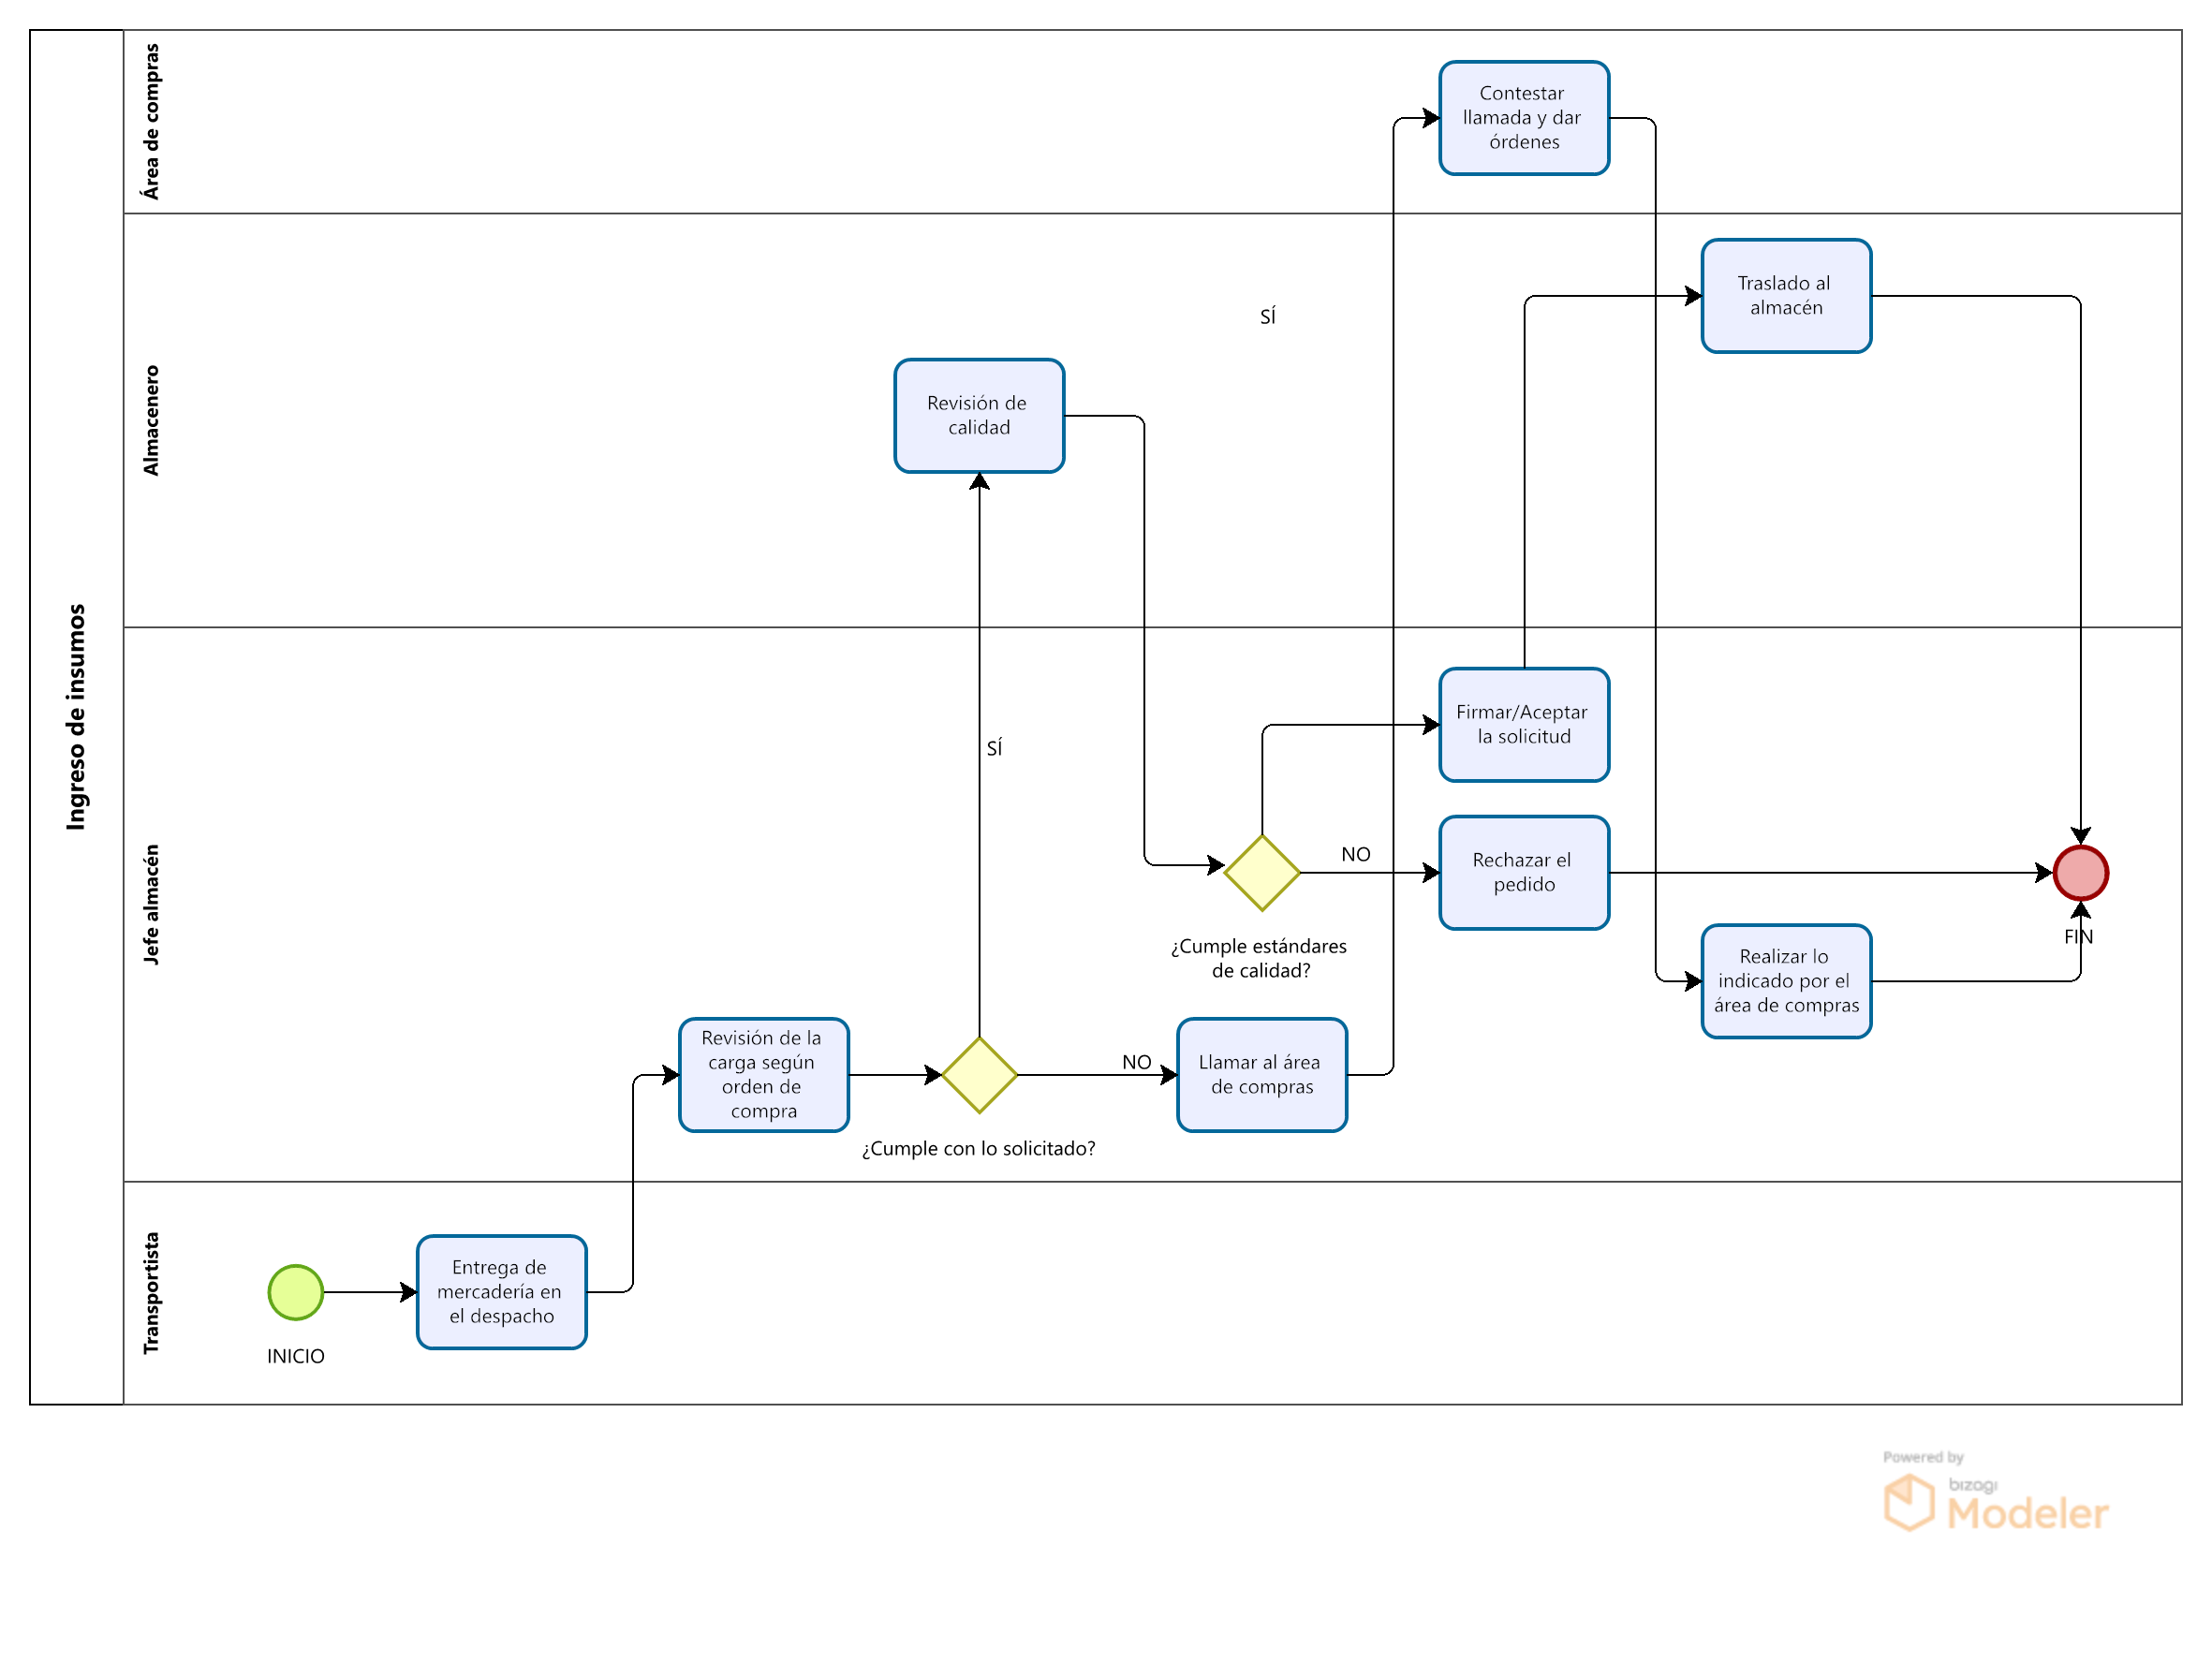 Ingreso de insumos
Área de compras
Contestar
llamada y dar
órdenes
Almacenero
Traslado al
almacén
SÍ
Revisión de
calidad
Jefe almacén
Firmar/Aceptar
la solicitud
SÍ
NO
Rechazar el
pedido
¿Cumple estándares
de calidad?
FIN
Realizar lo
indicado por el
área de compras
Revisión de la
carga según
orden de
compra
NO
Llamar al área
de compras
¿Cumple con lo solicitado?
Transportista
Entrega de
mercadería en
el despacho
INICIO
Powered by
bizagi
Modeler